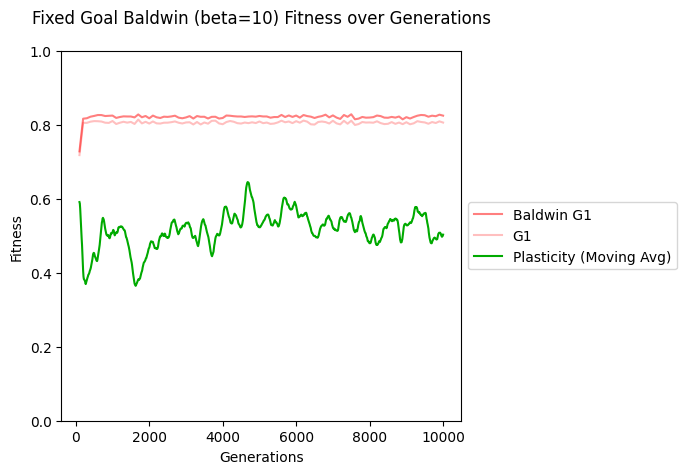 Fixed Goal Baldwin (beta=10) Fitness over Generations
1.0
0.8
0.6
0.4
0.2
0.0
Fitness
0
2000
4000
6000
8000
10000
Generations
Baldwin G1
G1
Plasticity (Moving Avg)